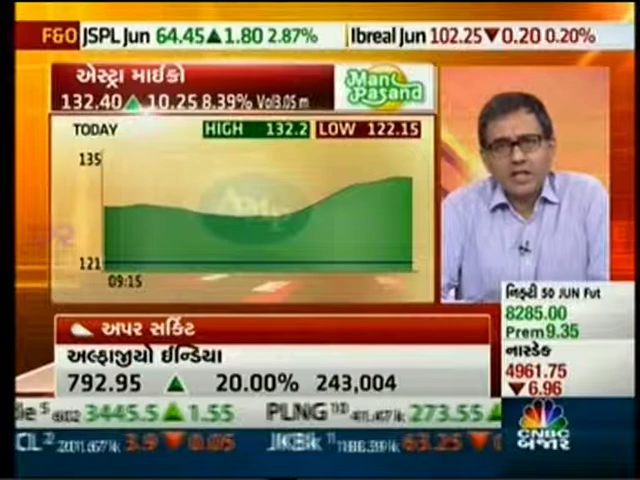 F&O JSPL Jun 64.45▲1.80 2.87% Ibreal Jun 102.25▼0.20 0.20%
એસ્ટ્રા માઈક્રો
132.40▲10.25 8.39% Vol3.05 m
Man Pasand
TODAY HIGH 132.2 LOW 122.15
135
121
09:15
નિફ્ટી 50 JUN Fut
8285.00
Prem 9.35
અપર સર્કિટ
અલ્ફાજીયો ઈન્ડિયા
792.95 ▲ 20.00% 243,004
નાસ્ડેક
4961.75
▼6.96
3445.5▲1.55 PLNG 273.55▲
3.9▼0.05 JKBk 63.25▼
CNBC
બજાર